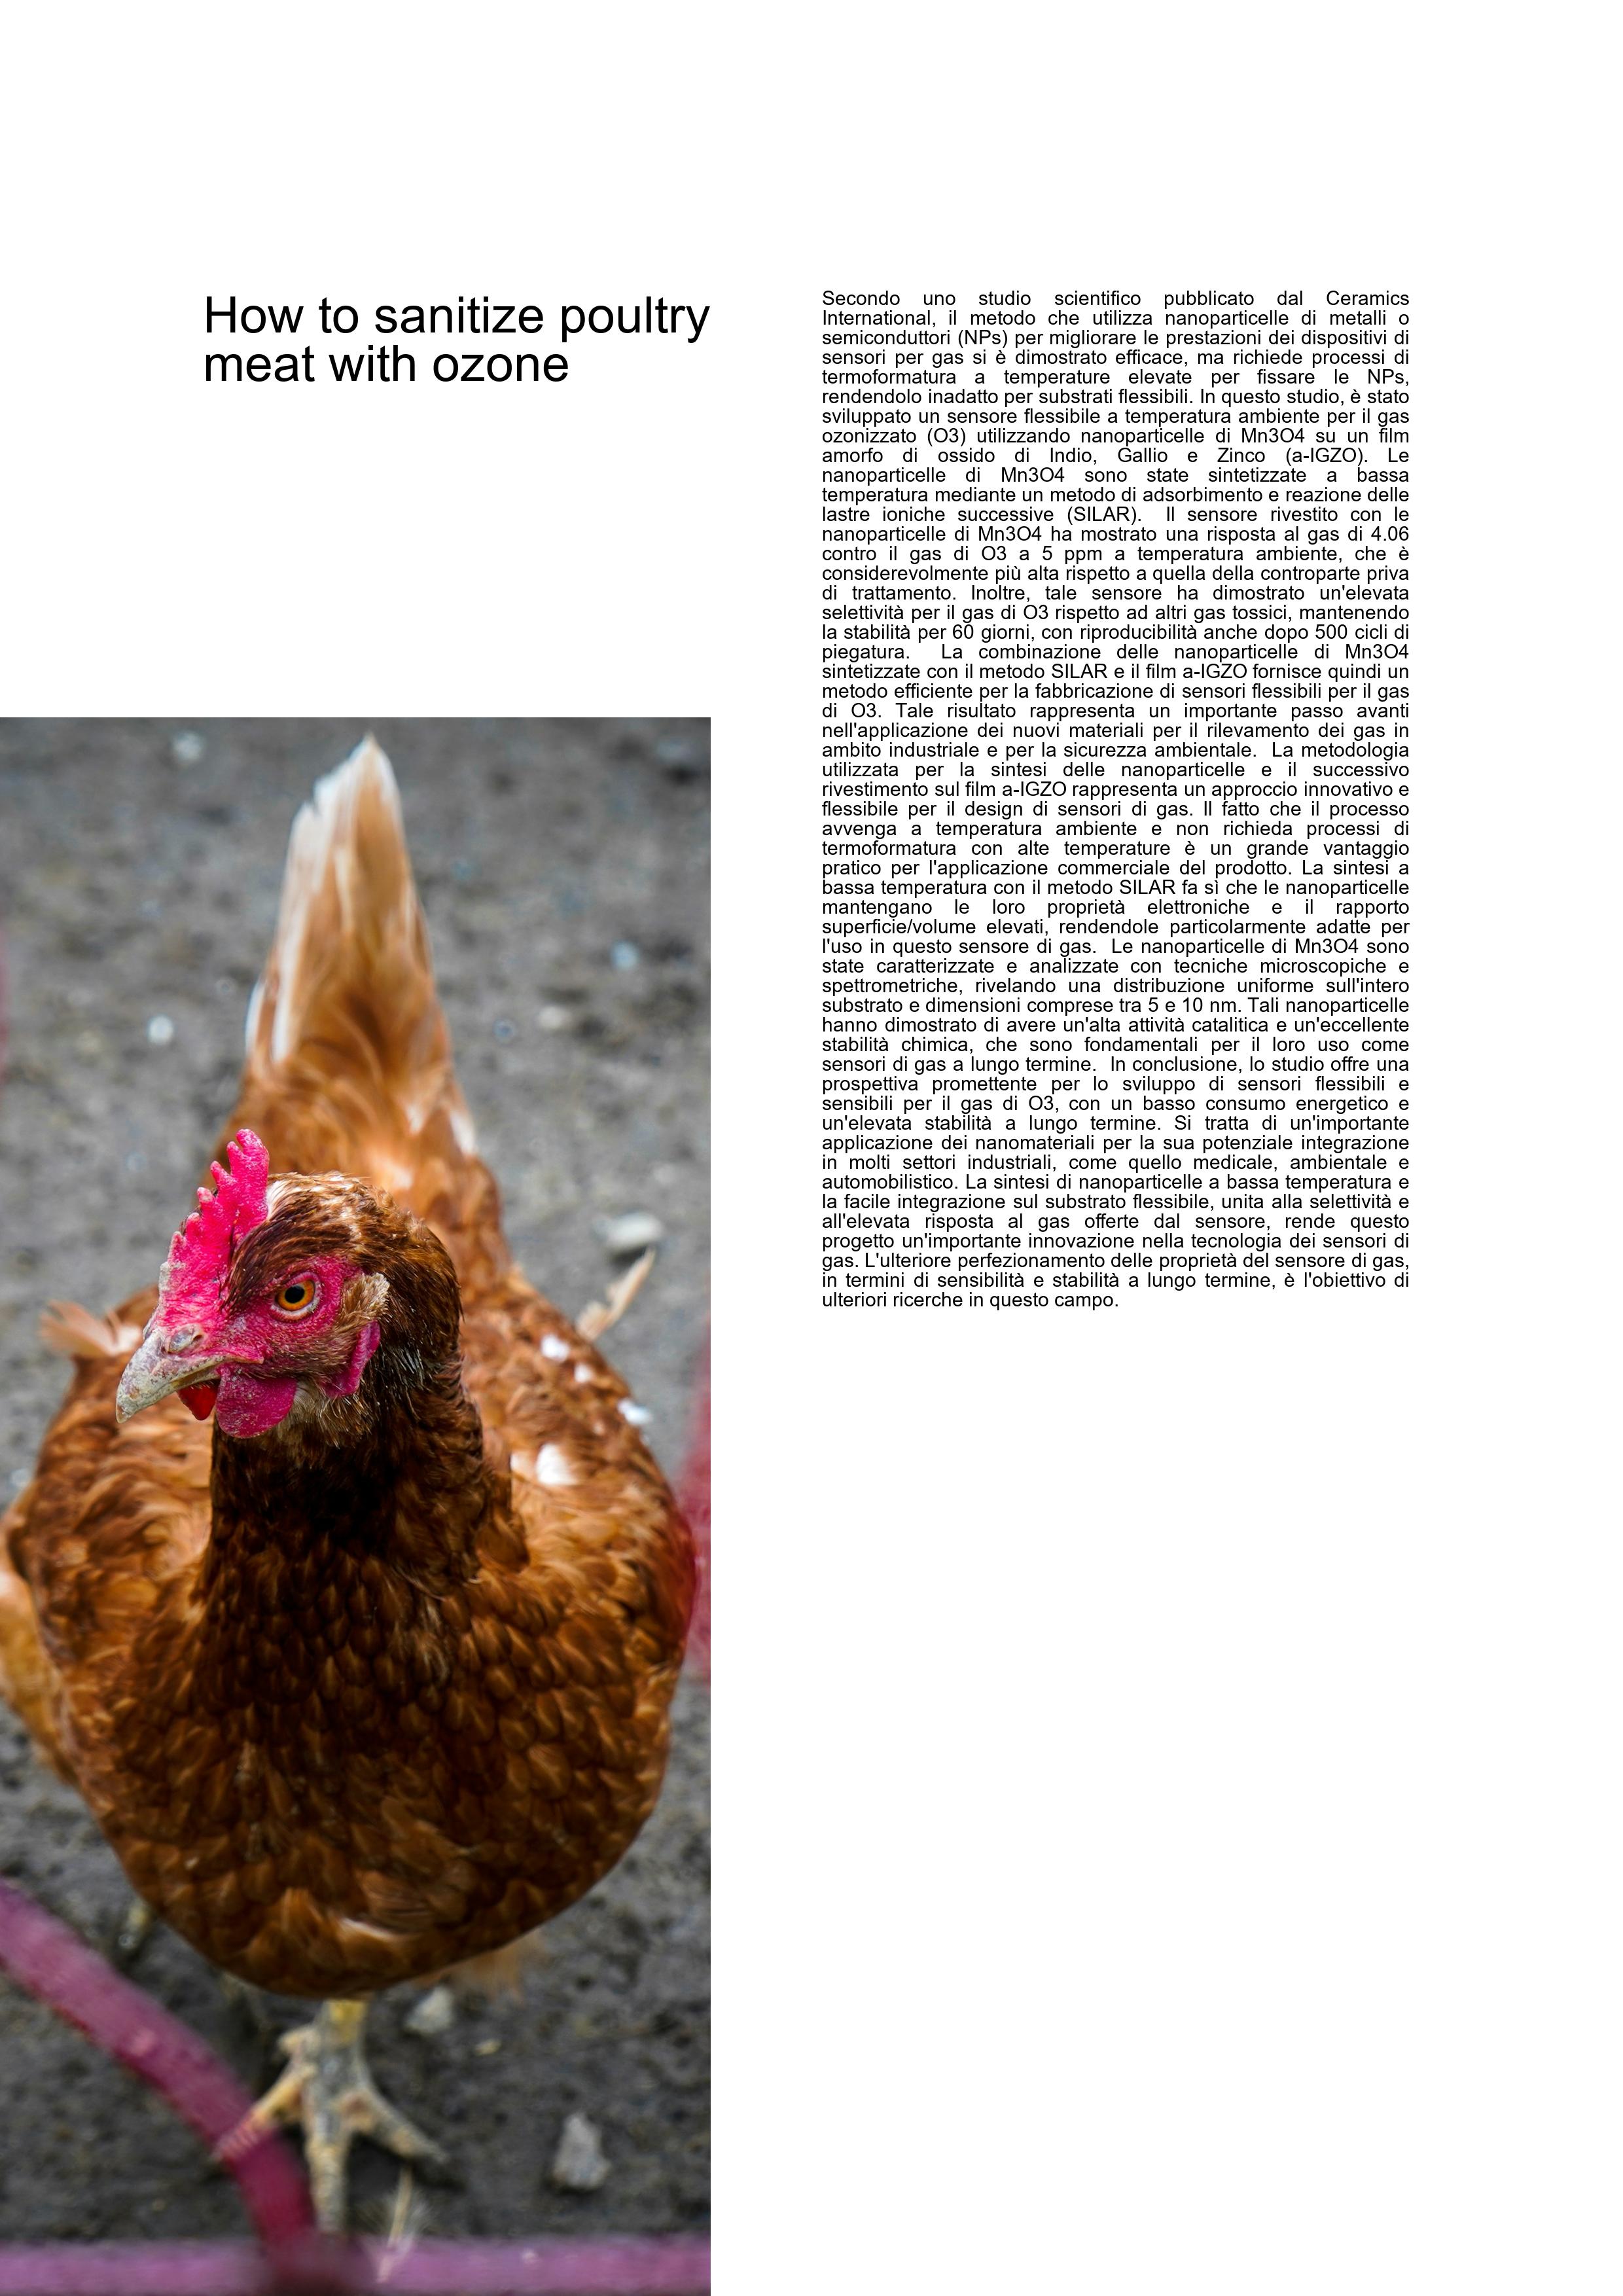 How to sanitize poultry
meat with ozone
Secondo uno studio scientifico pubblicato dal Ceramics
International, il metodo che utilizza nanoparticelle di metalli o
semiconduttori (NPs) per migliorare le prestazioni dei dispositivi di
sensori per gas si è dimostrato efficace, ma richiede processi di
termoformatura a temperature elevate per fissare le NPs,
rendendolo inadatto per substrati flessibili. In questo studio, è stato
sviluppato un sensore flessibile a temperatura ambiente per il gas
ozonizzato (O3) utilizzando nanoparticelle di Mn3O4 su un film
amorfo di ossido di Indio, Gallio e Zinco (a-IGZO). Le
nanoparticelle di Mn3O4 sono state sintetizzate a bassa
temperatura mediante un metodo di adsorbimento e reazione delle
lastre ioniche successive (SILAR). Il sensore rivestito con le
nanoparticelle di Mn3O4 ha mostrato una risposta al gas di 4.06
contro il gas di O3 a 5 ppm a temperatura ambiente, che è
considerevolmente più alta rispetto a quella della controparte priva
di trattamento. Inoltre, tale sensore ha dimostrato un'elevata
selettività per il gas di O3 rispetto ad altri gas tossici, mantenendo
la stabilità per 60 giorni, con riproducibilità anche dopo 500 cicli di
piegatura. La combinazione delle nanoparticelle di Mn3O4
sintetizzate con il metodo SILAR e il film a-IGZO fornisce quindi un
metodo efficiente per la fabbricazione di sensori flessibili per il gas
di O3. Tale risultato rappresenta un importante passo avanti
nell'applicazione dei nuovi materiali per il rilevamento dei gas in
ambito industriale e per la sicurezza ambientale. La metodologia
utilizzata per la sintesi delle nanoparticelle e il successivo
rivestimento sul film a-IGZO rappresenta un approccio innovativo e
flessibile per il design di sensori di gas. Il fatto che il processo
avvenga a temperatura ambiente e non richieda processi di
termoformatura con alte temperature è un grande vantaggio
pratico per l'applicazione commerciale del prodotto. La sintesi a
bassa temperatura con il metodo SILAR fa sì che le nanoparticelle
mantengano le loro proprietà elettroniche e il rapporto
superficie/volume elevati, rendendole particolarmente adatte per
l'uso in questo sensore di gas. Le nanoparticelle di Mn3O4 sono
state caratterizzate e analizzate con tecniche microscopiche e
spettrometriche, rivelando una distribuzione uniforme sull'intero
substrato e dimensioni comprese tra 5 e 10 nm. Tali nanoparticelle
hanno dimostrato di avere un'alta attività catalitica e un'eccellente
stabilità chimica, che sono fondamentali per il loro uso come
sensori di gas a lungo termine. In conclusione, lo studio offre una
prospettiva promettente per lo sviluppo di sensori flessibili e
sensibili per il gas di O3, con un basso consumo energetico e
un'elevata stabilità a lungo termine. Si tratta di un'importante
applicazione dei nanomateriali per la sua potenziale integrazione
in molti settori industriali, come quello medicale, ambientale e
automobilistico. La sintesi di nanoparticelle a bassa temperatura e
la facile integrazione sul substrato flessibile, unita alla selettività e
all'elevata risposta al gas offerte dal sensore, rende questo
progetto un'importante innovazione nella tecnologia dei sensori di
gas. L'ulteriore perfezionamento delle proprietà del sensore di gas,
in termini di sensibilità e stabilità a lungo termine, è l'obiettivo di
ulteriori ricerche in questo campo.